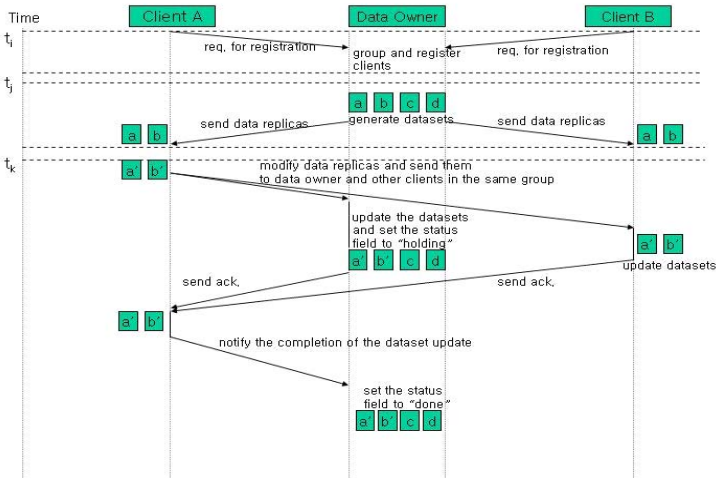 Time
Client A
Data Owner
Client B
ti
req. for registration
group and register
clients
req. for registration
tj
a b c d
generate datasets
send data replicas
send data replicas
a b
a b
tk
a' b'
modify data replicas and send them
to data owner and other clients in the same group
update the datasets
and set the status
field to "holding"
a' b' c d
a' b'
update datasets
send ack.
send ack.
a' b'
notify the completion of the dataset update
set the status
field to "done"
a' b' c d